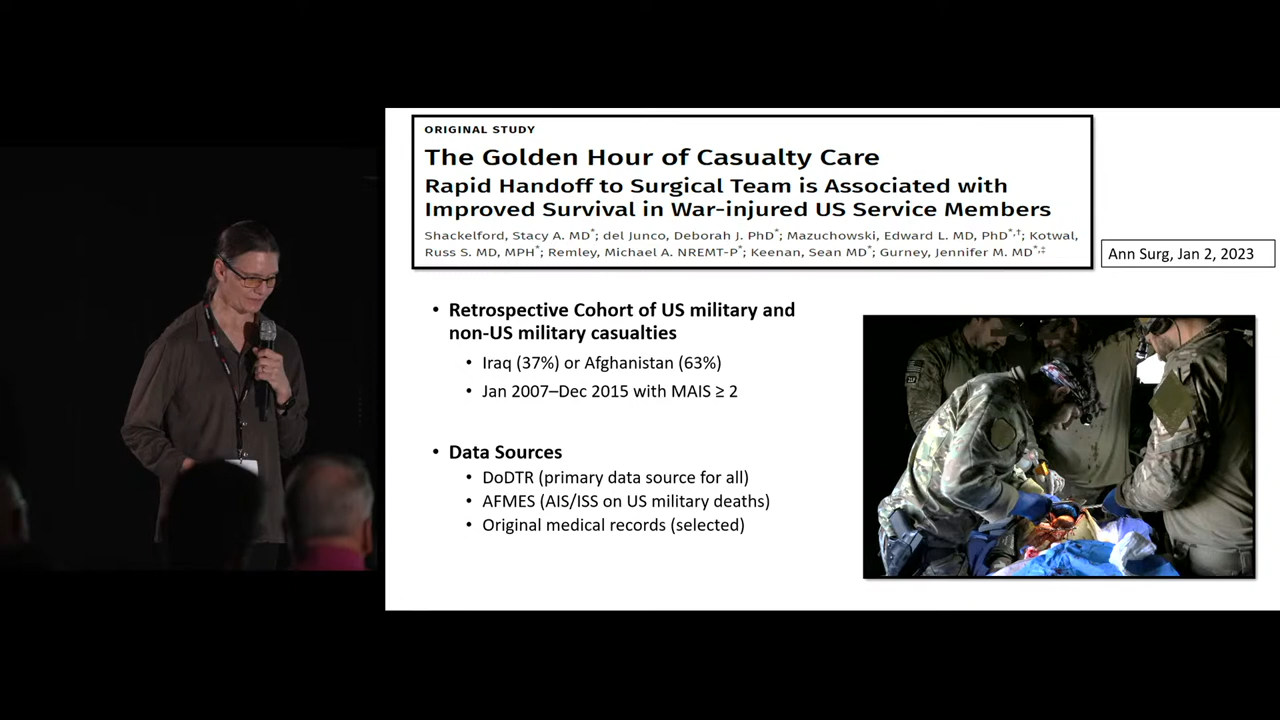 ORIGINAL STUDY
The Golden Hour of Casualty Care
Rapid Handoff to Surgical Team is Associated with
Improved Survival in War-injured US Service Members
Shackelford, Stacy A. MD*; del Junco, Deborah J. PhD*; Mazuchowski, Edward L. MD, PhD*,†; Kotwal,
Russ S. MD, MPH*; Remley, Michael A. NREMT-P*; Keenan, Sean MD*; Gurney, Jennifer M. MD*,‡
Ann Surg, Jan 2, 2023
• Retrospective Cohort of US military and
non-US military casualties
• Iraq (37%) or Afghanistan (63%)
• Jan 2007–Dec 2015 with MAIS ≥ 2
• Data Sources
• DoDTR (primary data source for all)
• AFMES (AIS/ISS on US military deaths)
• Original medical records (selected)